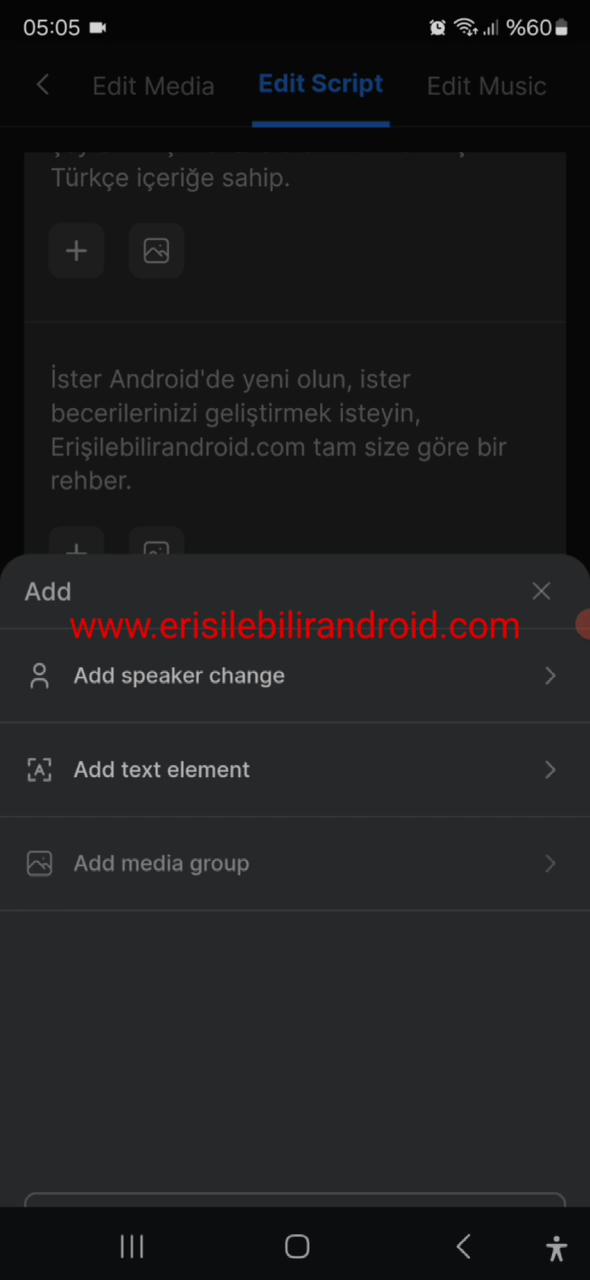 05:05
%60
Edit Media
Edit Script
Edit Music
Türkçe içeriğe sahip.
İster Android'de yeni olun, ister
becerilerinizi geliştirmek isteyin,
Erişilebilirandroid.com tam size göre bir
rehber.
Add
www.erisilebilirandroid.com
Add speaker change
Add text element
Add media group